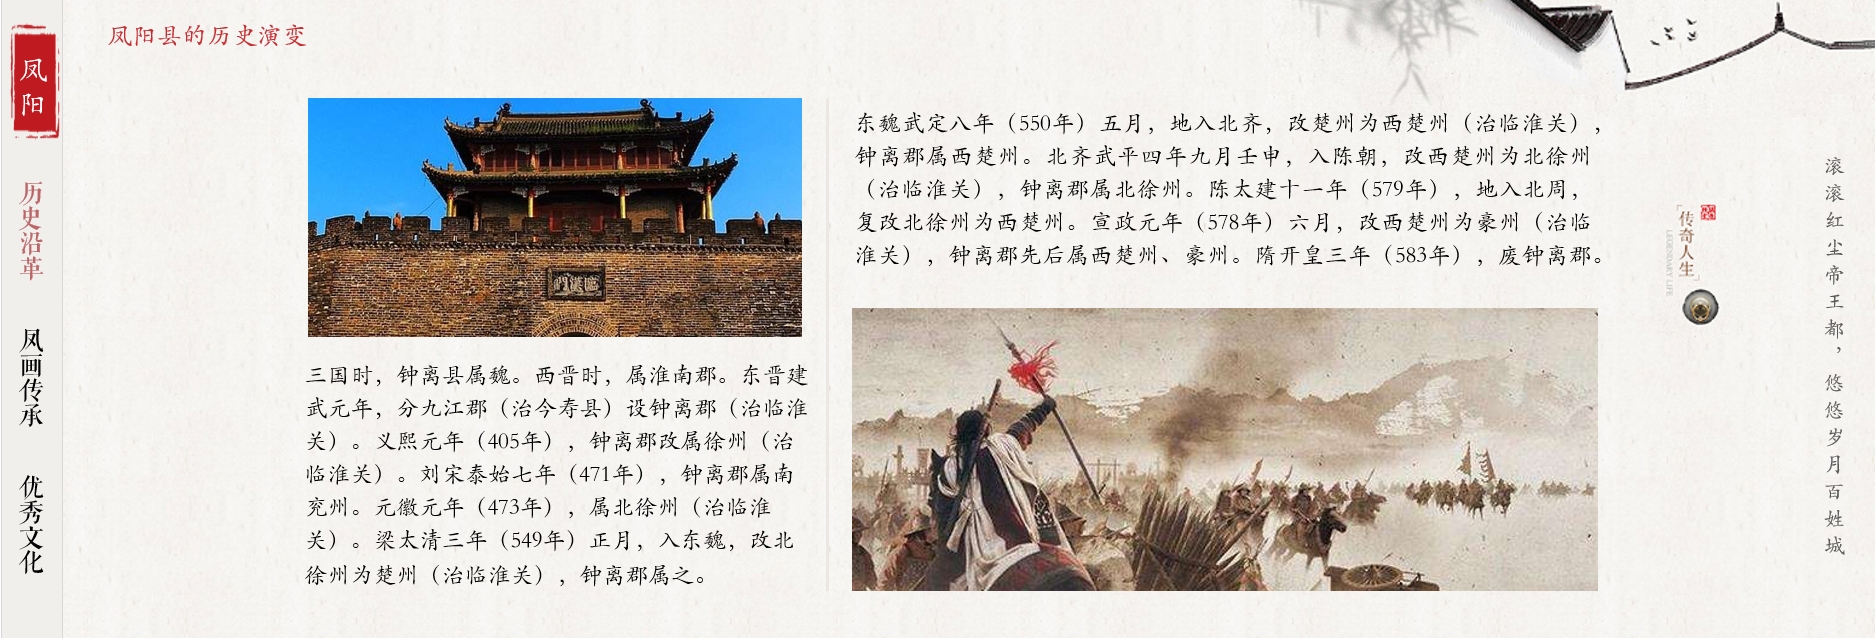 凤阳县的历史演变
凤阳
历史沿革
凤画传承
优秀文化
三国时，钟离县属魏。西晋时，属淮南郡。东晋建
武元年，分九江郡（治今寿县）设钟离郡（治临淮
关）。义熙元年（405年），钟离郡改属徐州（治
临淮关）。刘宋泰始七年（471年），钟离郡属南
兖州。元徽元年（473年），属北徐州（治临淮
关）。梁太清三年（549年）正月，入东魏，改北
徐州为楚州（治临淮关），钟离郡属之。
东魏武定八年（550年）五月，地入北齐，改楚州为西楚州（治临淮关），
钟离郡属西楚州。北齐武平四年九月壬申，入陈朝，改西楚州为北徐州
（治临淮关），钟离郡属北徐州。陈太建十一年（579年），地入北周，
复改北徐州为西楚州。宣政元年（578年）六月，改西楚州为豪州（治临
淮关），钟离郡先后属西楚州、豪州。隋开皇三年（583年），废钟离郡。
传奇人生
LEGENDARY LIFE
滚滚红尘帝王都，悠悠岁月百姓城